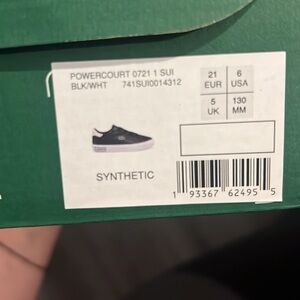 POWERCOURT 0721 1 SUI
BLK/WHT 741SUI0014312
21 EUR 6 USA
5 UK 130 MM
SYNTHETIC
1 93367 62495 5